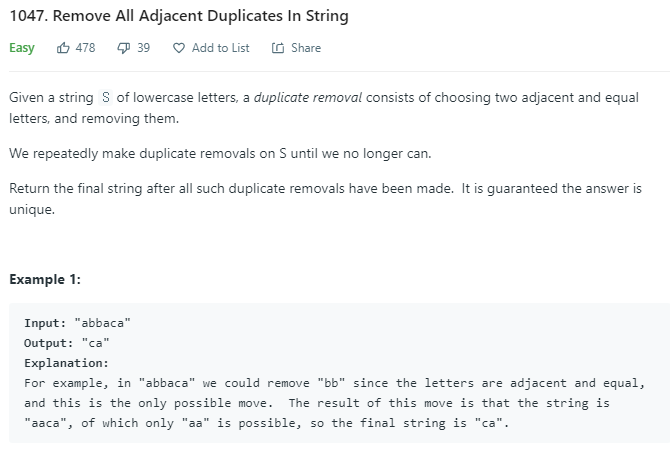 1047. Remove All Adjacent Duplicates In String
Easy 478 39 Add to List Share
Given a string S of lowercase letters, a duplicate removal consists of choosing two adjacent and equal
letters, and removing them.
We repeatedly make duplicate removals on S until we no longer can.
Return the final string after all such duplicate removals have been made. It is guaranteed the answer is
unique.
Example 1:
Input: "abbaca"
Output: "ca"
Explanation:
For example, in "abbaca" we could remove "bb" since the letters are adjacent and equal,
and this is the only possible move. The result of this move is that the string is
"aaca", of which only "aa" is possible, so the final string is "ca".